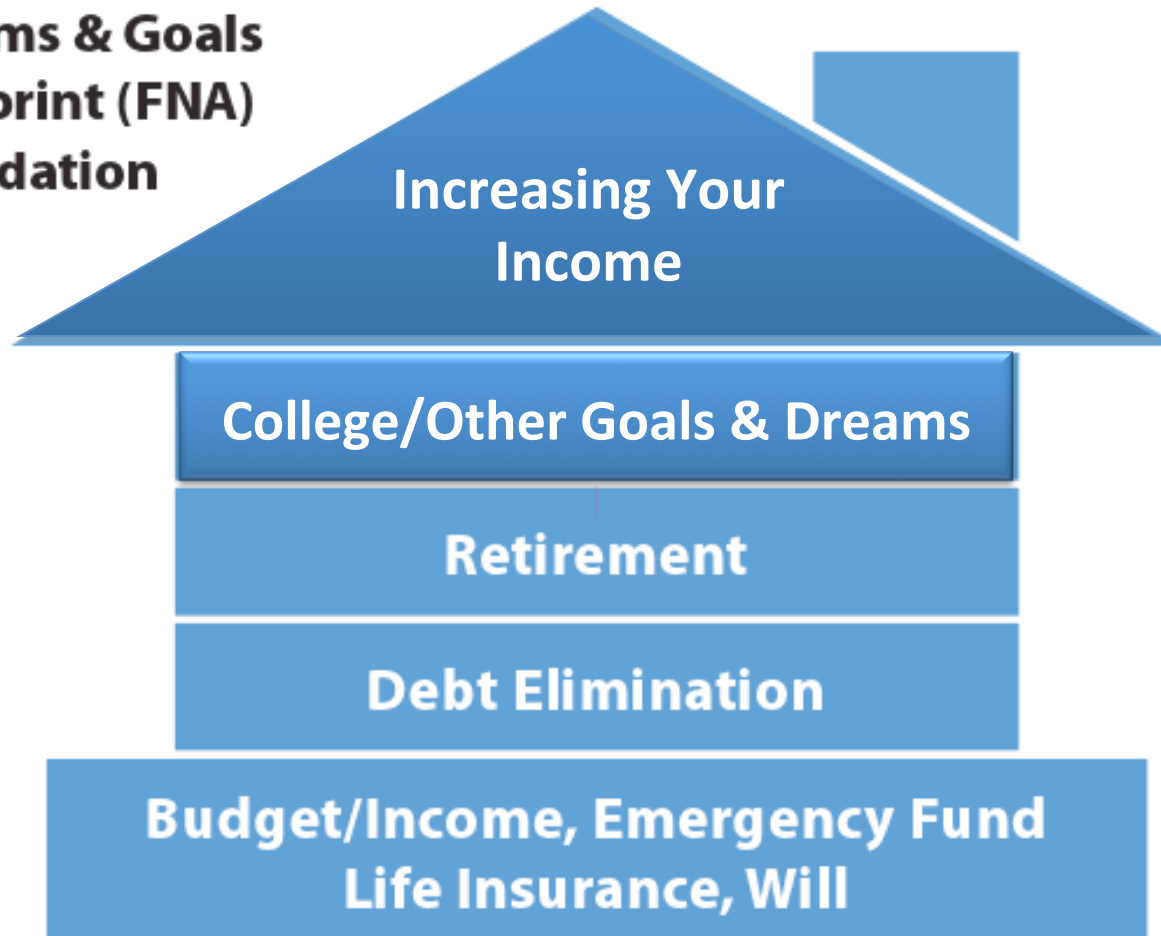 ms & Goals
print (FNA)
dation
Increasing Your
Income
College/Other Goals & Dreams
Retirement
Debt Elimination
Budget/Income, Emergency Fund
Life Insurance, Will